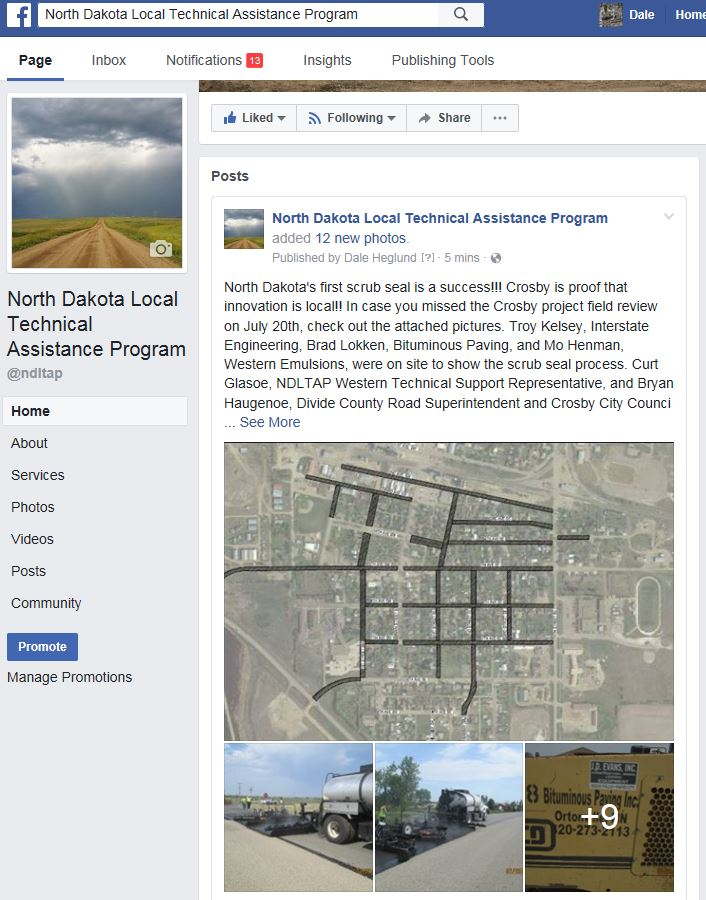 North Dakota Local Technical Assistance Program
Dale
Home
Page
Inbox
Notifications 13
Insights
Publishing Tools
Liked
Following
Share
...
North Dakota Local
Technical
Assistance Program
@ndltap
Home
About
Services
Photos
Videos
Posts
Community
Promote
Manage Promotions
Posts
North Dakota Local Technical Assistance Program
added 12 new photos.
Published by Dale Heglund [?] · 5 mins ·
North Dakota's first scrub seal is a success!!! Crosby is proof that
innovation is local!! In case you missed the Crosby project field review
on July 20th, check out the attached pictures. Troy Kelsey, Interstate
Engineering, Brad Lokken, Bituminous Paving, and Mo Henman,
Western Emulsions, were on site to show the scrub seal process. Curt
Glasoe, NDLTAP Western Technical Support Representative, and Bryan
Haugenoe, Divide County Road Superintendent and Crosby City Counci
... See More
J.D. EVANS, INC.
Bituminous Paving Inc.
+9
20-273-2113